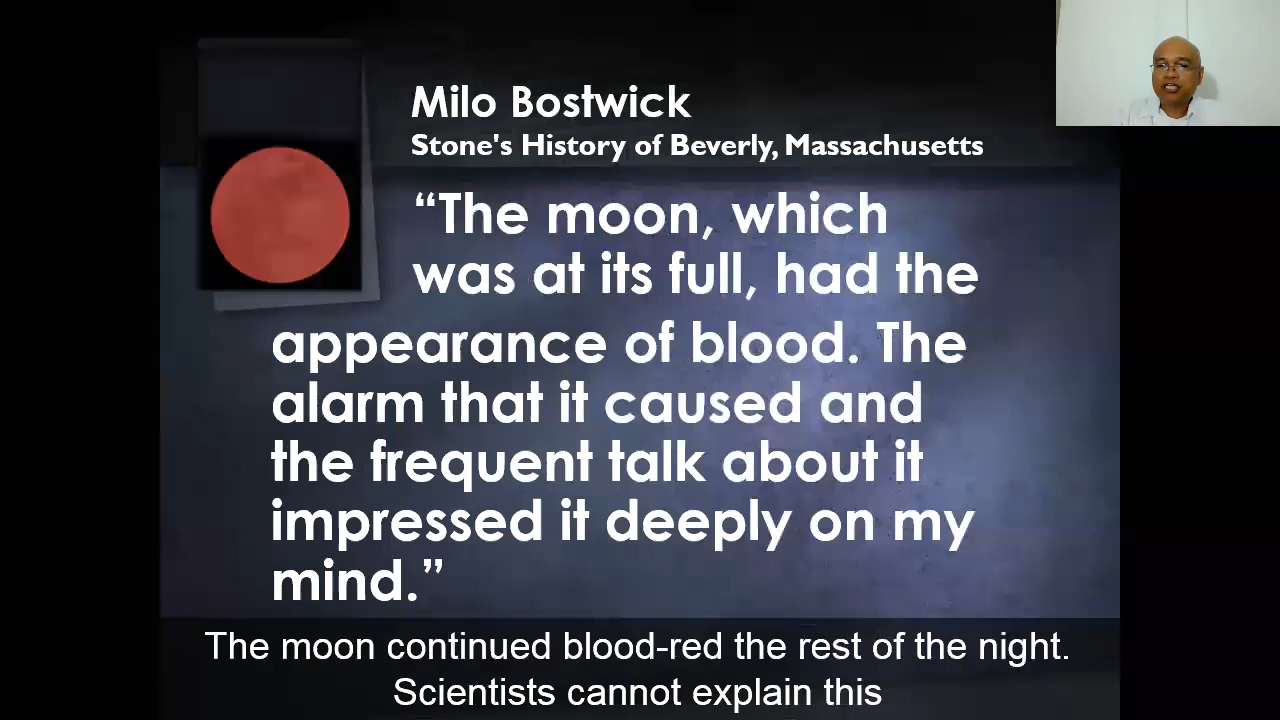 Milo Bostwick
Stone's History of Beverly, Massachusetts
“The moon, which
was at its full, had the
appearance of blood. The
alarm that it caused and
the frequent talk about it
impressed it deeply on my
mind.”
The moon continued blood-red the rest of the night.
Scientists cannot explain this